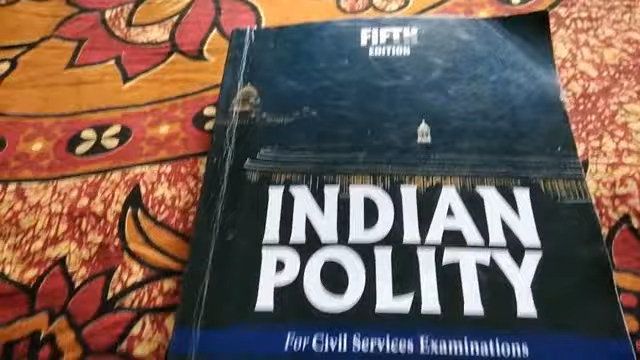 FIFTH
EDITION
INDIAN
POLITY
For Civil Services Examinations